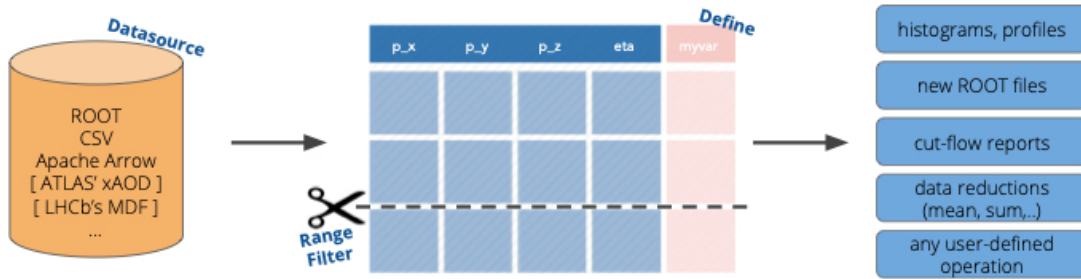 Datasource
ROOT
CSV
Apache Arrow
[ ATLAS' xAOD ]
[ LHCb's MDF ]
...
Define
p_x p_y p_z eta myvar
Range
Filter
histograms, profiles
new ROOT files
cut-flow reports
data reductions
(mean, sum,..)
any user-defined
operation